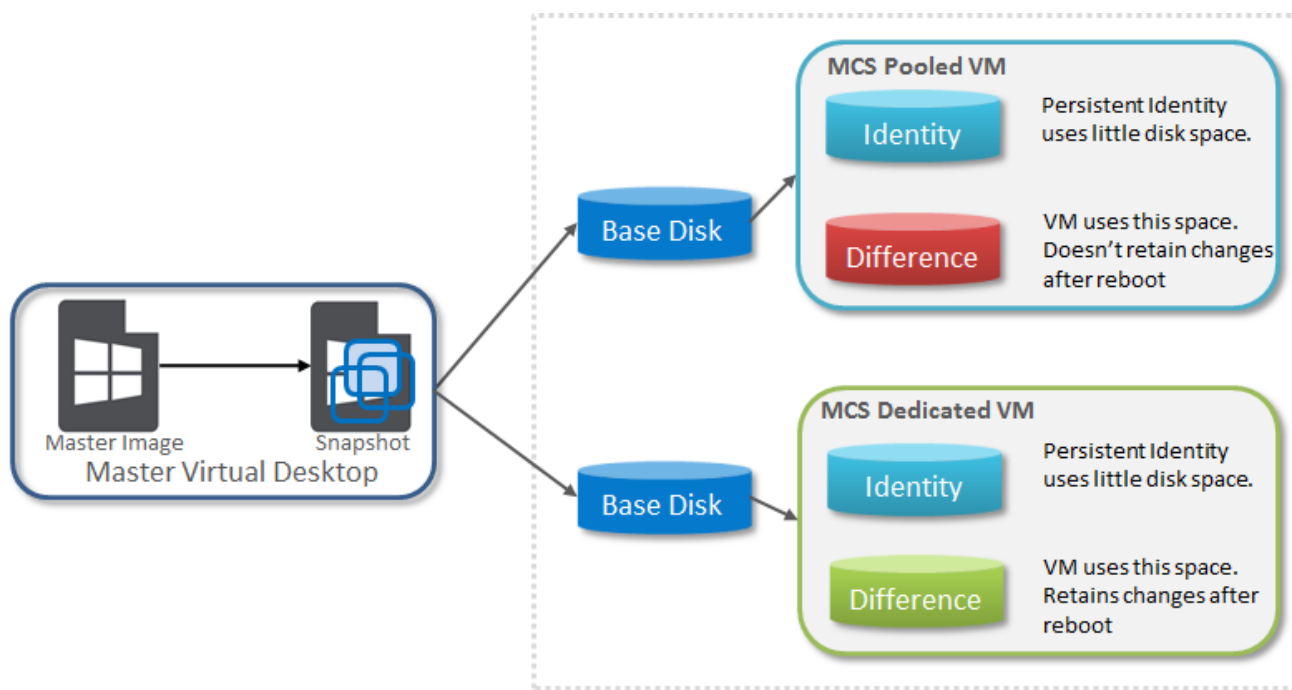 MCS Pooled VM
Identity
Persistent Identity
uses little disk space.
Difference
VM uses this space.
Doesn't retain changes
after reboot
Base Disk
Master Image
Snapshot
Master Virtual Desktop
Base Disk
MCS Dedicated VM
Identity
Persistent Identity
uses little disk space.
Difference
VM uses this space.
Retains changes after
reboot